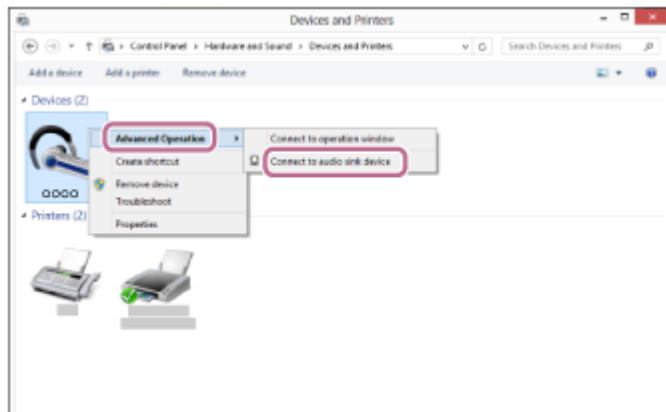 Devices and Printers
Control Panel › Hardware and Sound › Devices and Printers
Search Devices and Printers
Add a device Add a printer Remove device
Devices (2)
Advanced Operation
Connect to operation window
Create shortcut
Connect to audio sink device
Remove device
Troubleshoot
OOOO
Printers (2)
Properties